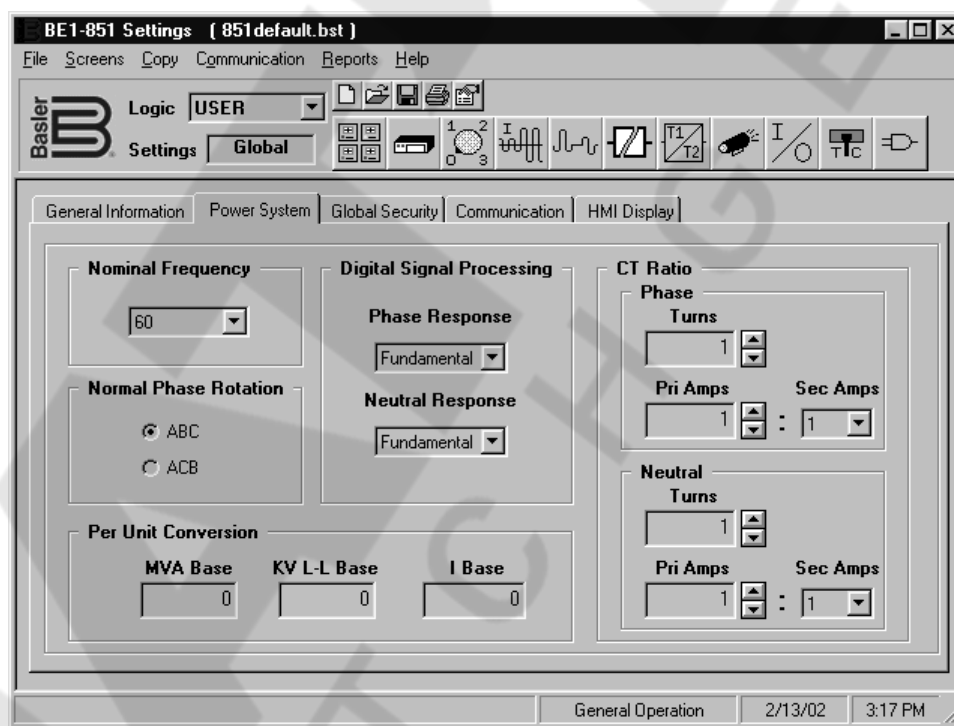 BE1-851 Settings ( 851default.bst )
File Screens Copy Communication Reports Help
Basler
Logic USER
Settings Global
1 2 0 3
I
T1 T2
I/O
T C
General Information Power System Global Security Communication HMI Display
Nominal Frequency
60
Normal Phase Rotation
ABC
ACB
Digital Signal Processing
Phase Response
Fundamental
Neutral Response
Fundamental
Per Unit Conversion
MVA Base KV L-L Base I Base
0 0 0
CT Ratio
Phase
Turns
1
Pri Amps Sec Amps
1 : 1
Neutral
Turns
1
Pri Amps Sec Amps
1 : 1
General Operation 2/13/02 3:17 PM